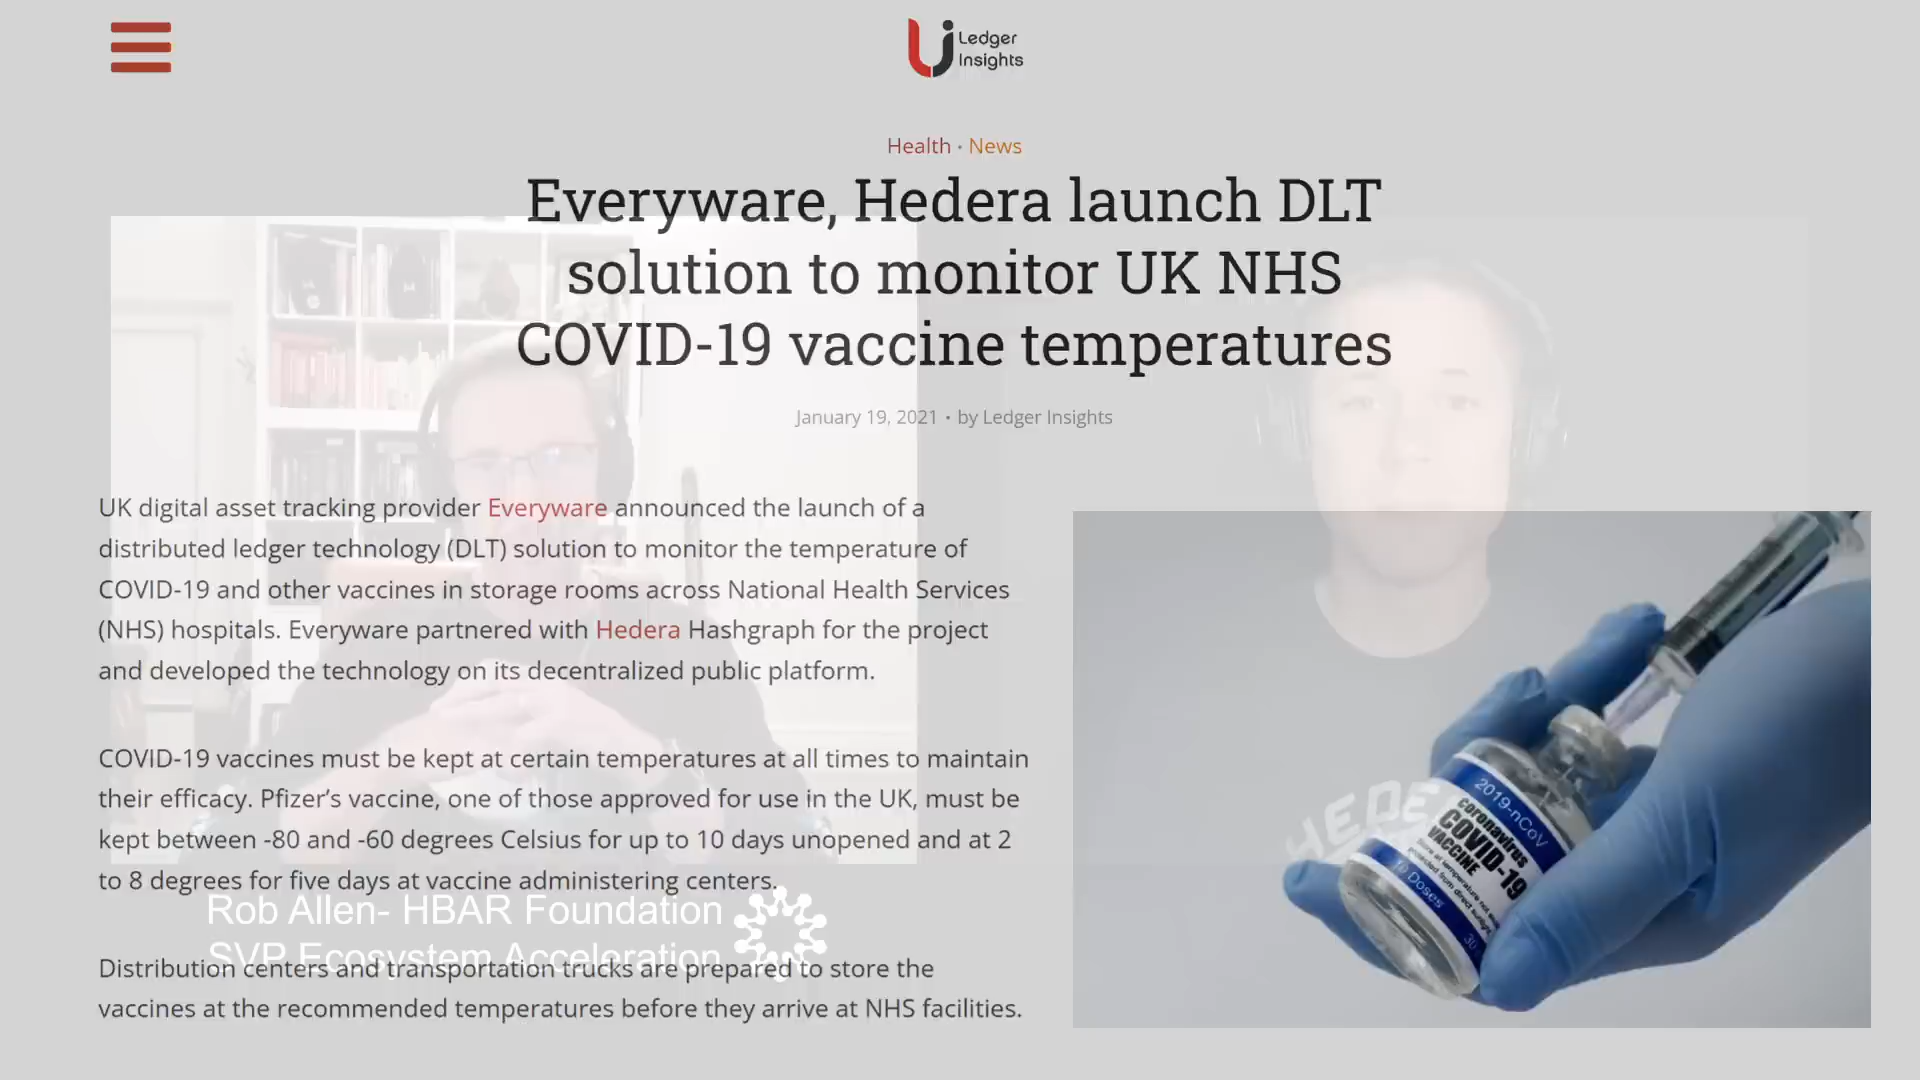 Ledger
Insights
Health • News
Everyware, Hedera launch DLT
solution to monitor UK NHS
COVID-19 vaccine temperatures
January 19, 2021 • by Ledger Insights
UK digital asset tracking provider Everyware announced the launch of a
distributed ledger technology (DLT) solution to monitor the temperature of
COVID-19 and other vaccines in storage rooms across National Health Services
(NHS) hospitals. Everyware partnered with Hedera Hashgraph for the project
and developed the technology on its decentralized public platform.
COVID-19 vaccines must be kept at certain temperatures at all times to maintain
their efficacy. Pfizer’s vaccine, one of those approved for use in the UK, must be
kept between -80 and -60 degrees Celsius for up to 10 days unopened and at 2
to 8 degrees for five days at vaccine administering centers.
Rob Allen- HBAR Foundation
SVP Ecosystem Acceleration
Distribution centers and transportation trucks are prepared to store the
vaccines at the recommended temperatures before they arrive at NHS facilities.
2019-nCoV
Coronavirus
COVID-19
VACCINE
10 Doses